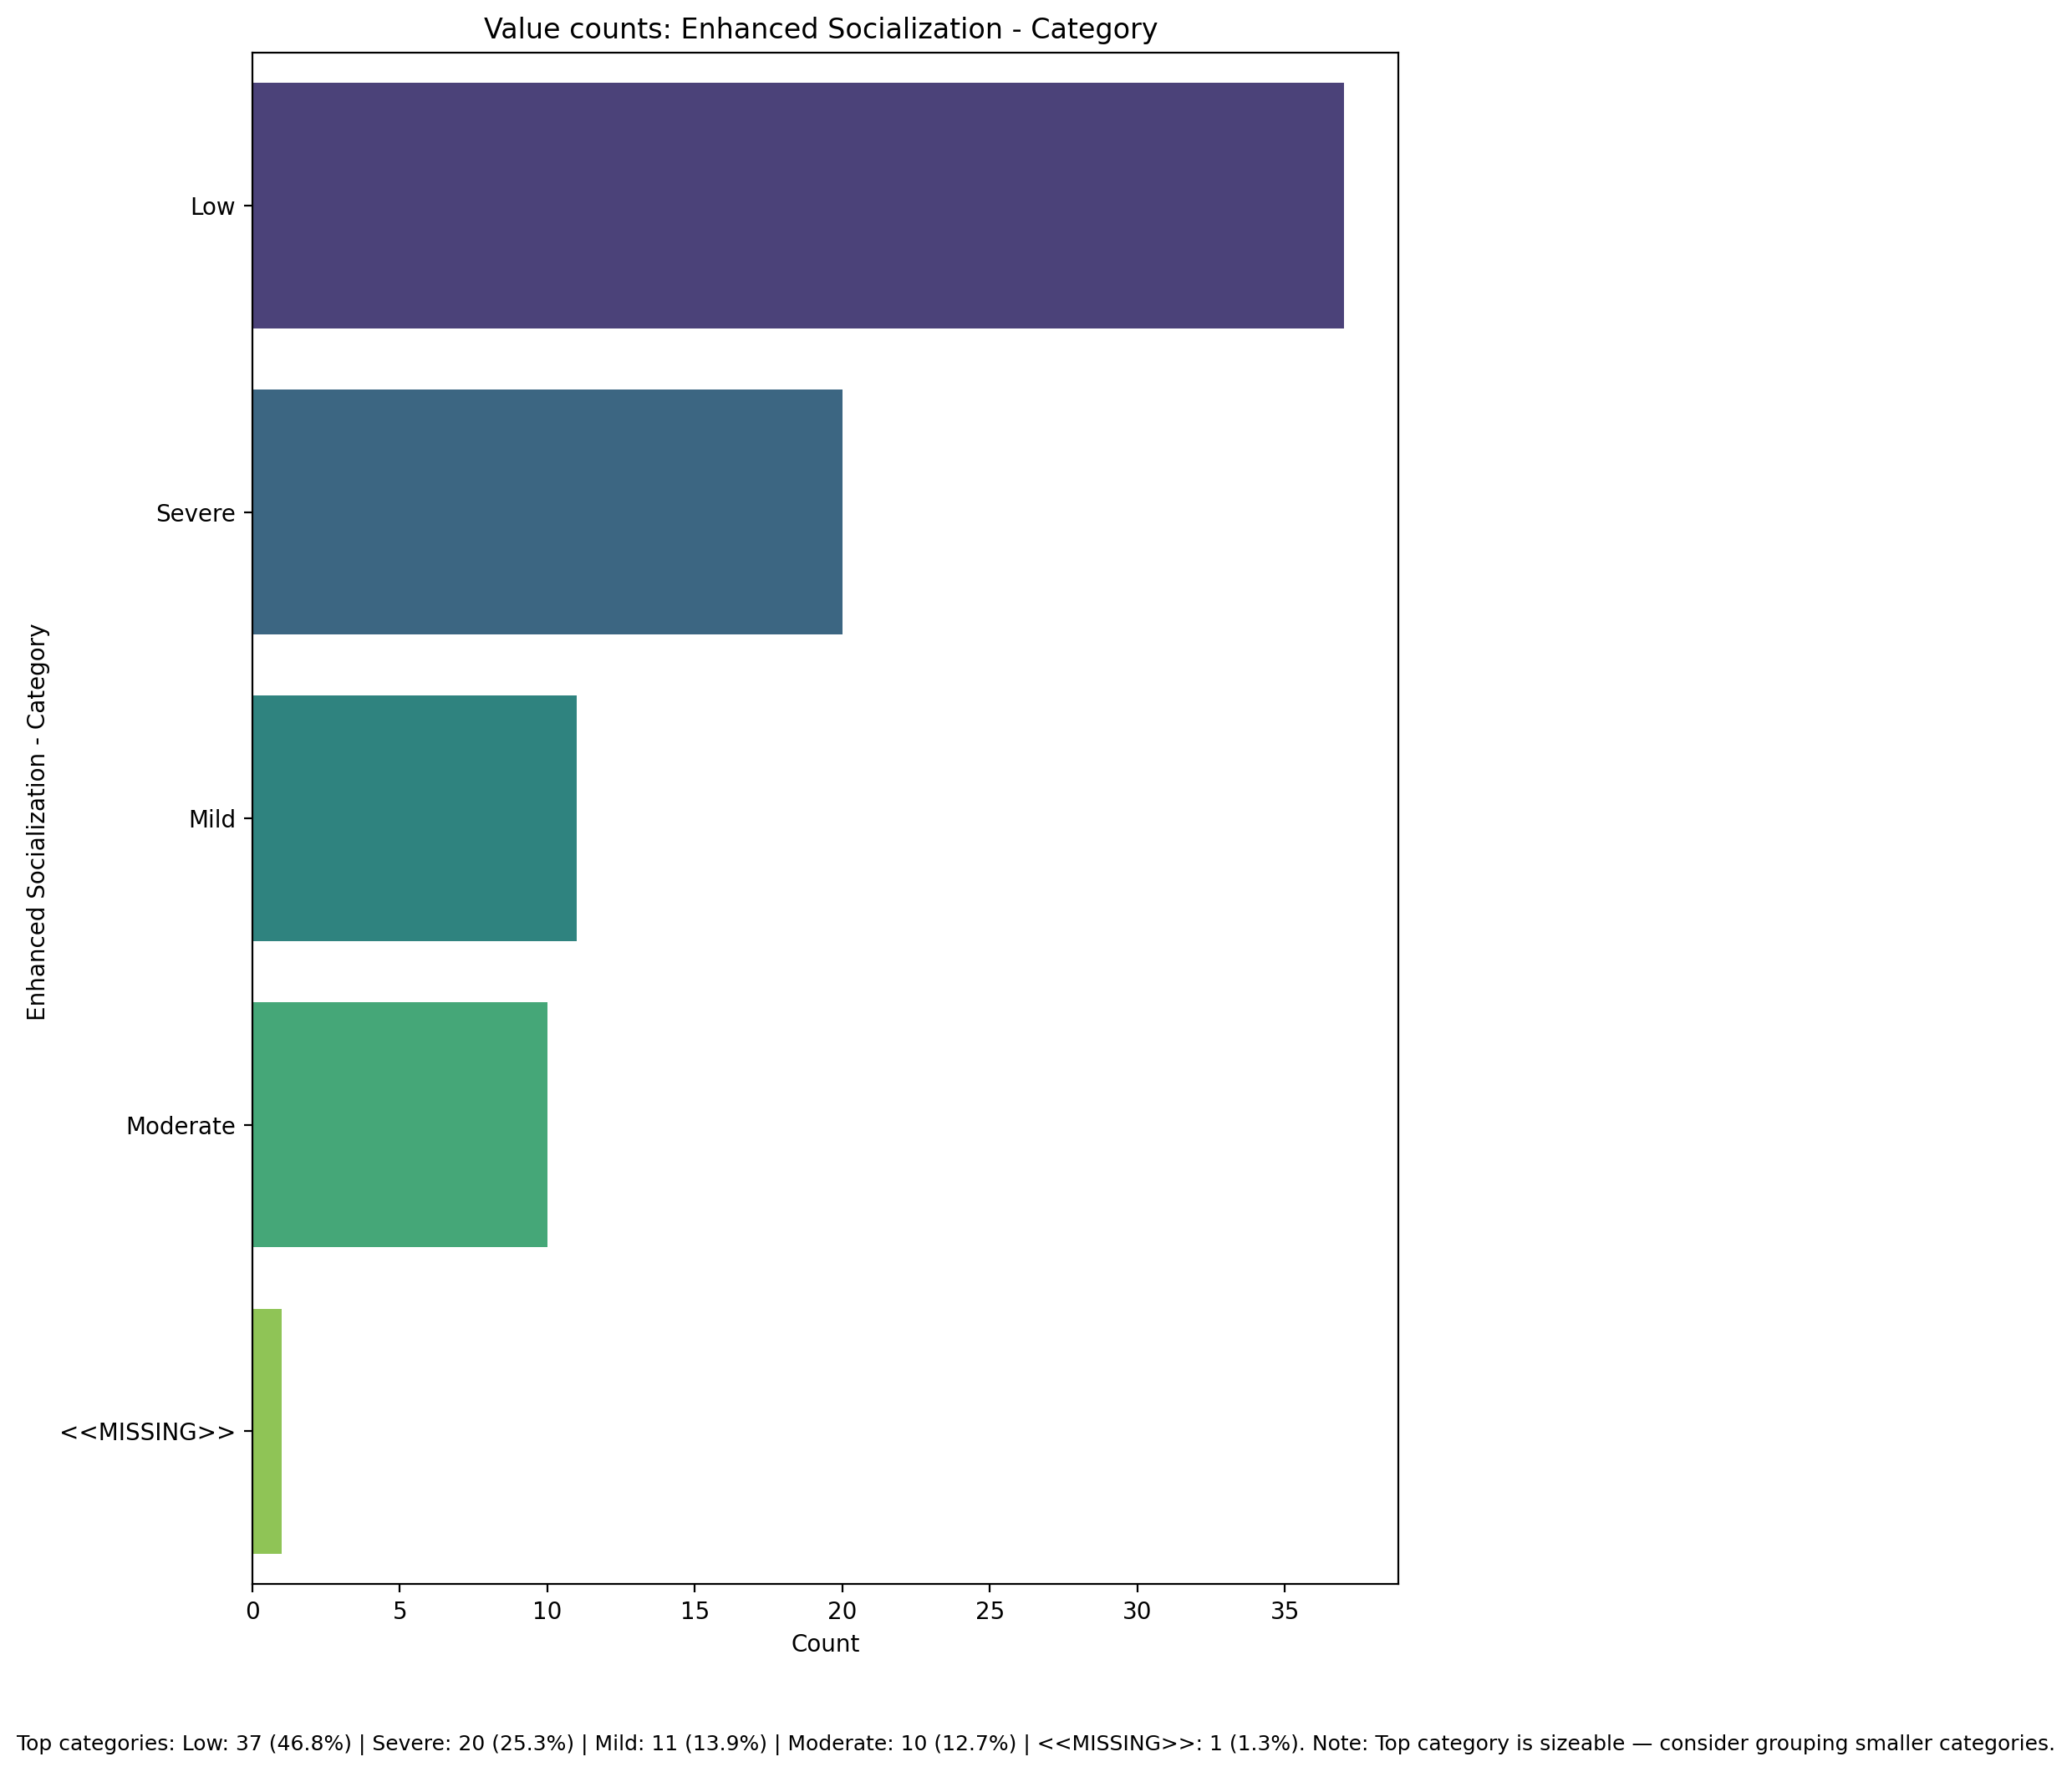 Value counts: Enhanced Socialization - Category
Enhanced Socialization - Category
Low
Severe
Mild
Moderate
<<MISSING>>
0 5 10 15 20 25 30 35
Count
Top categories: Low: 37 (46.8%) | Severe: 20 (25.3%) | Mild: 11 (13.9%) | Moderate: 10 (12.7%) | <<MISSING>>: 1 (1.3%). Note: Top category is sizeable — consider grouping smaller categories.